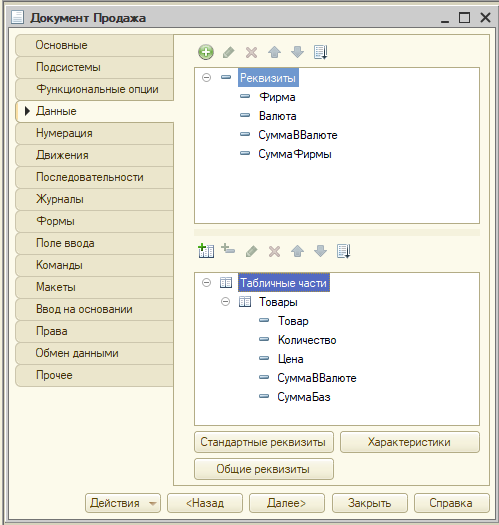 Документ Продажа
Основные
Подсистемы
Функциональные опции
Данные
Нумерация
Движения
Последовательности
Журналы
Формы
Поле ввода
Команды
Макеты
Ввод на основании
Права
Обмен данными
Прочее
Реквизиты
Фирма
Валюта
СуммаВВалюте
СуммаФирмы
Табличные части
Товары
Товар
Количество
Цена
СуммаВВалюте
СуммаБаз
Стандартные реквизиты
Характеристики
Общие реквизиты
Действия
<Назад
Далее>
Закрыть
Справка